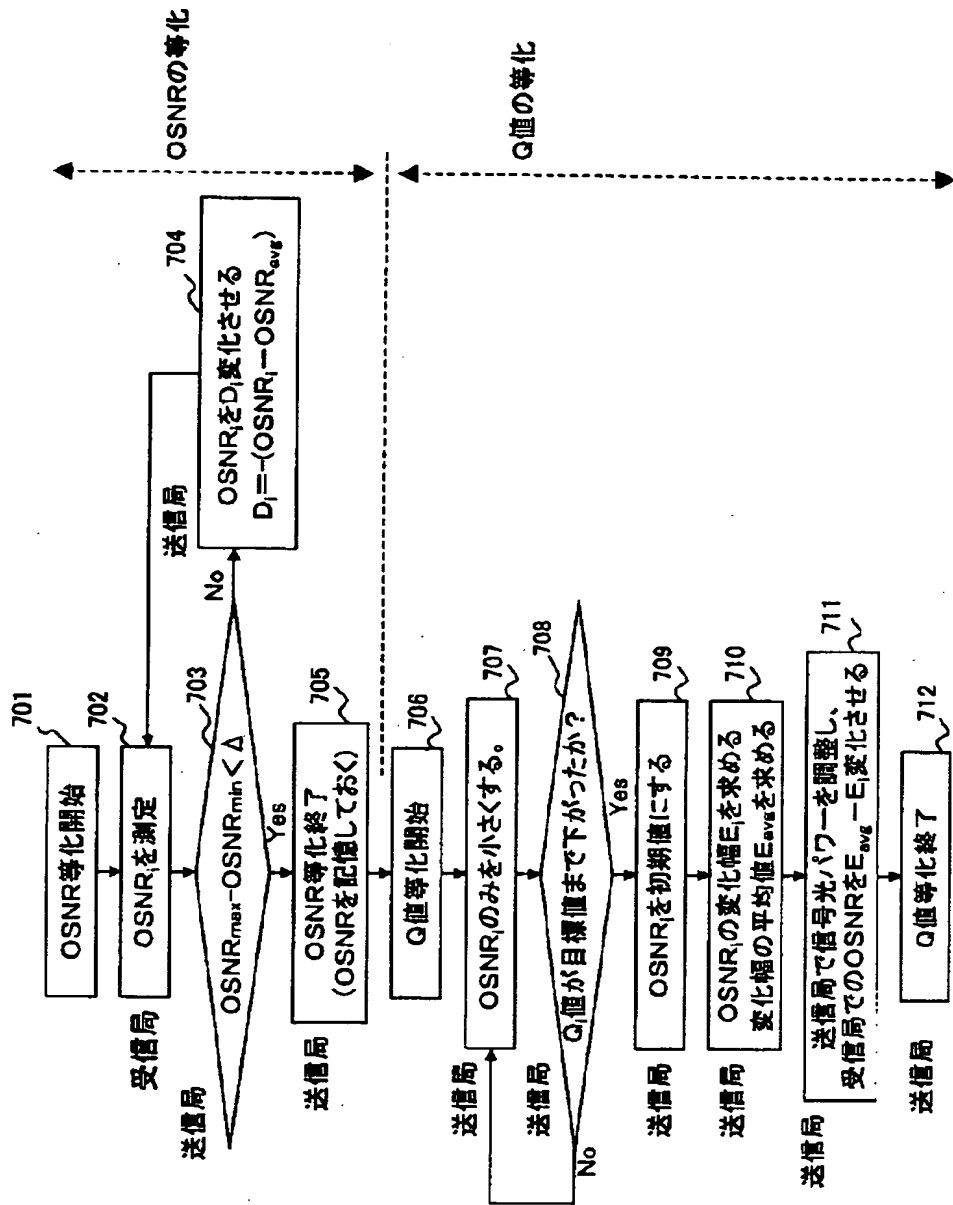 701
OSNR等化開始
702
受信局
OSNRiを測定
703
送信局
OSNRmax－OSNRmin＜Δ
No
Yes
704
送信局
OSNRiをDi変化させる
Di＝－(OSNRi－OSNRavg)
705
送信局
OSNR等化終了
(OSNRを記憶しておく)
OSNRの等化
706
Q値等化開始
707
送信局
OSNRiのみを小さくする。
708
送信局
Qi値が目標値まで下がったか？
No
Yes
709
送信局
OSNRiを初期値にする
710
送信局
OSNRiの変化幅Eiを求める
変化幅の平均値Eavgを求める
711
送信局
送信局で信号光パワーを調整し、
受信局でのOSNRをEavg－Ei変化させる
712
送信局
Q値等化終了
Q値の等化